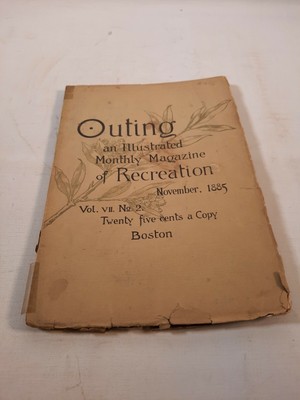 Outing
an Illustrated
Monthly Magazine
of Recreation
November, 1885
Vol. VII. No. 2.
Twenty five cents a Copy
Boston